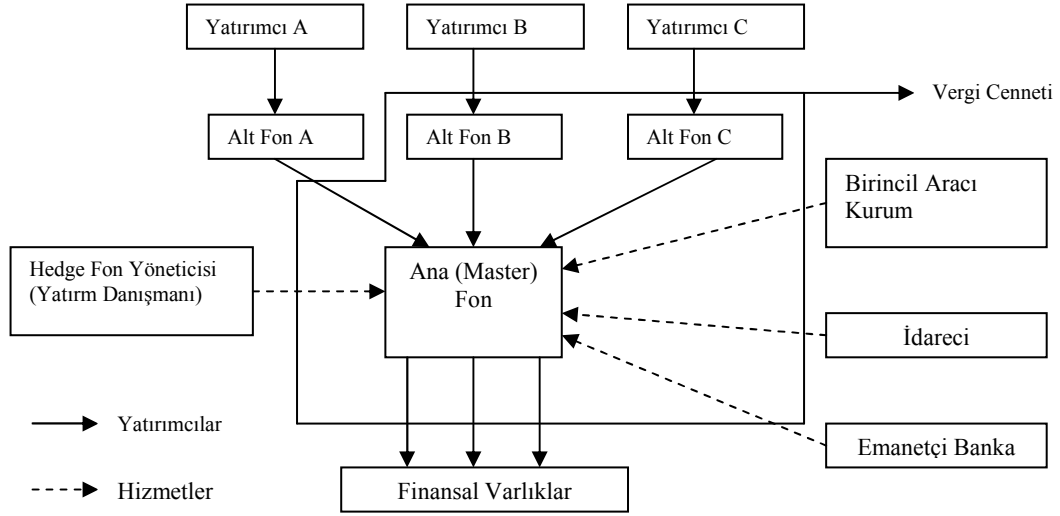 Yatırımcı A
Yatırımcı B
Yatırımcı C
Vergi Cenneti
Alt Fon A
Alt Fon B
Alt Fon C
Birincil Aracı
Kurum
Hedge Fon Yöneticisi
(Yatırm Danışmanı)
Ana (Master)
Fon
İdareci
Yatırımcılar
Emanetçi Banka
Hizmetler
Finansal Varlıklar